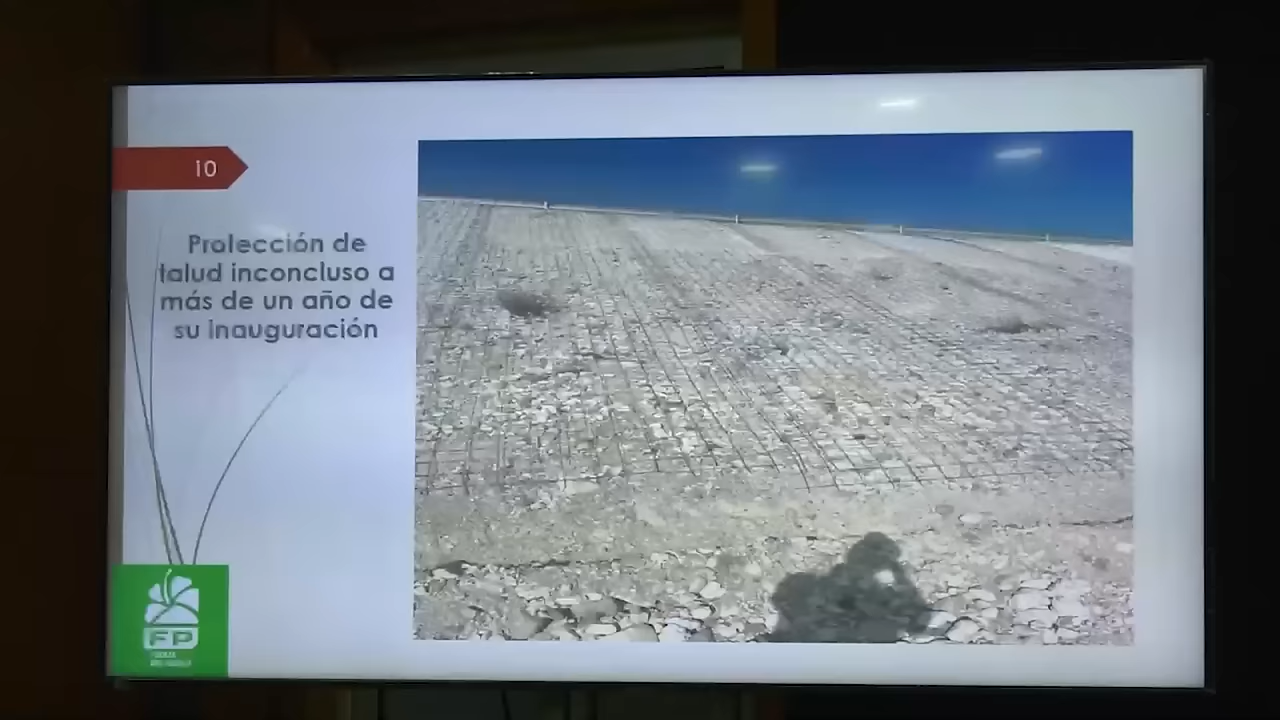 10
Protección de
talud inconcluso a
más de un año de
su inauguración
FP